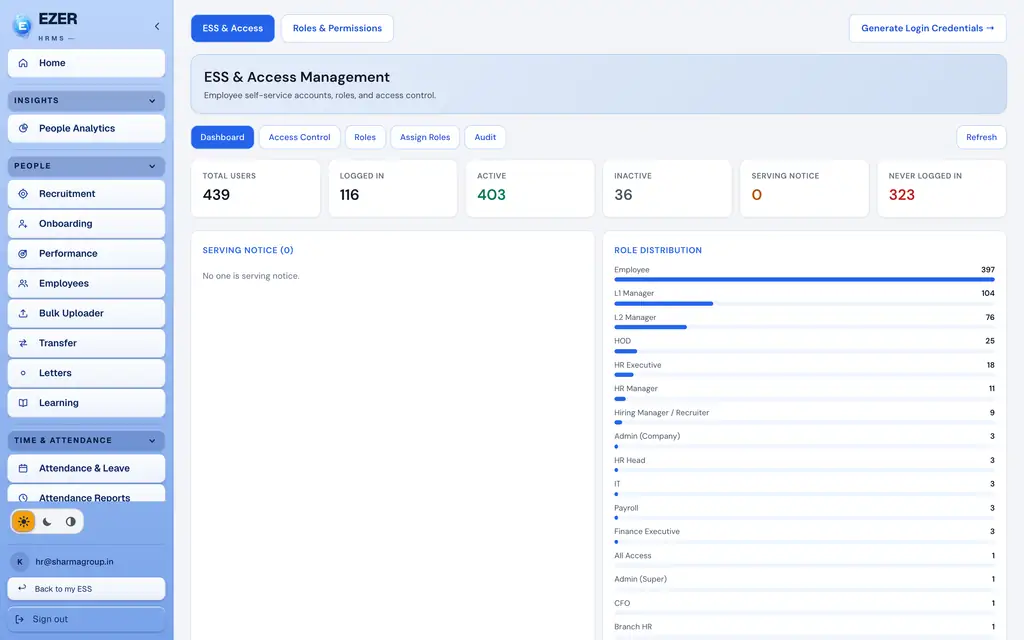 EZER
HRMS —
Home
INSIGHTS
People Analytics
PEOPLE
Recruitment
Onboarding
Performance
Employees
Bulk Uploader
Transfer
Letters
Learning
TIME & ATTENDANCE
Attendance & Leave
Attendance Reports
K hr@sharmagroup.in
Back to my ESS
Sign out
ESS & Access
Roles & Permissions
Generate Login Credentials →
ESS & Access Management
Employee self-service accounts, roles, and access control.
Dashboard
Access Control
Roles
Assign Roles
Audit
Refresh
TOTAL USERS
439
LOGGED IN
116
ACTIVE
403
INACTIVE
36
SERVING NOTICE
0
NEVER LOGGED IN
323
SERVING NOTICE (0)
No one is serving notice.
ROLE DISTRIBUTION
Employee 397
L1 Manager 104
L2 Manager 76
HOD 25
HR Executive 18
HR Manager 11
Hiring Manager / Recruiter 9
Admin (Company) 3
HR Head 3
IT 3
Payroll 3
Finance Executive 3
All Access 1
Admin (Super) 1
CFO 1
Branch HR 1